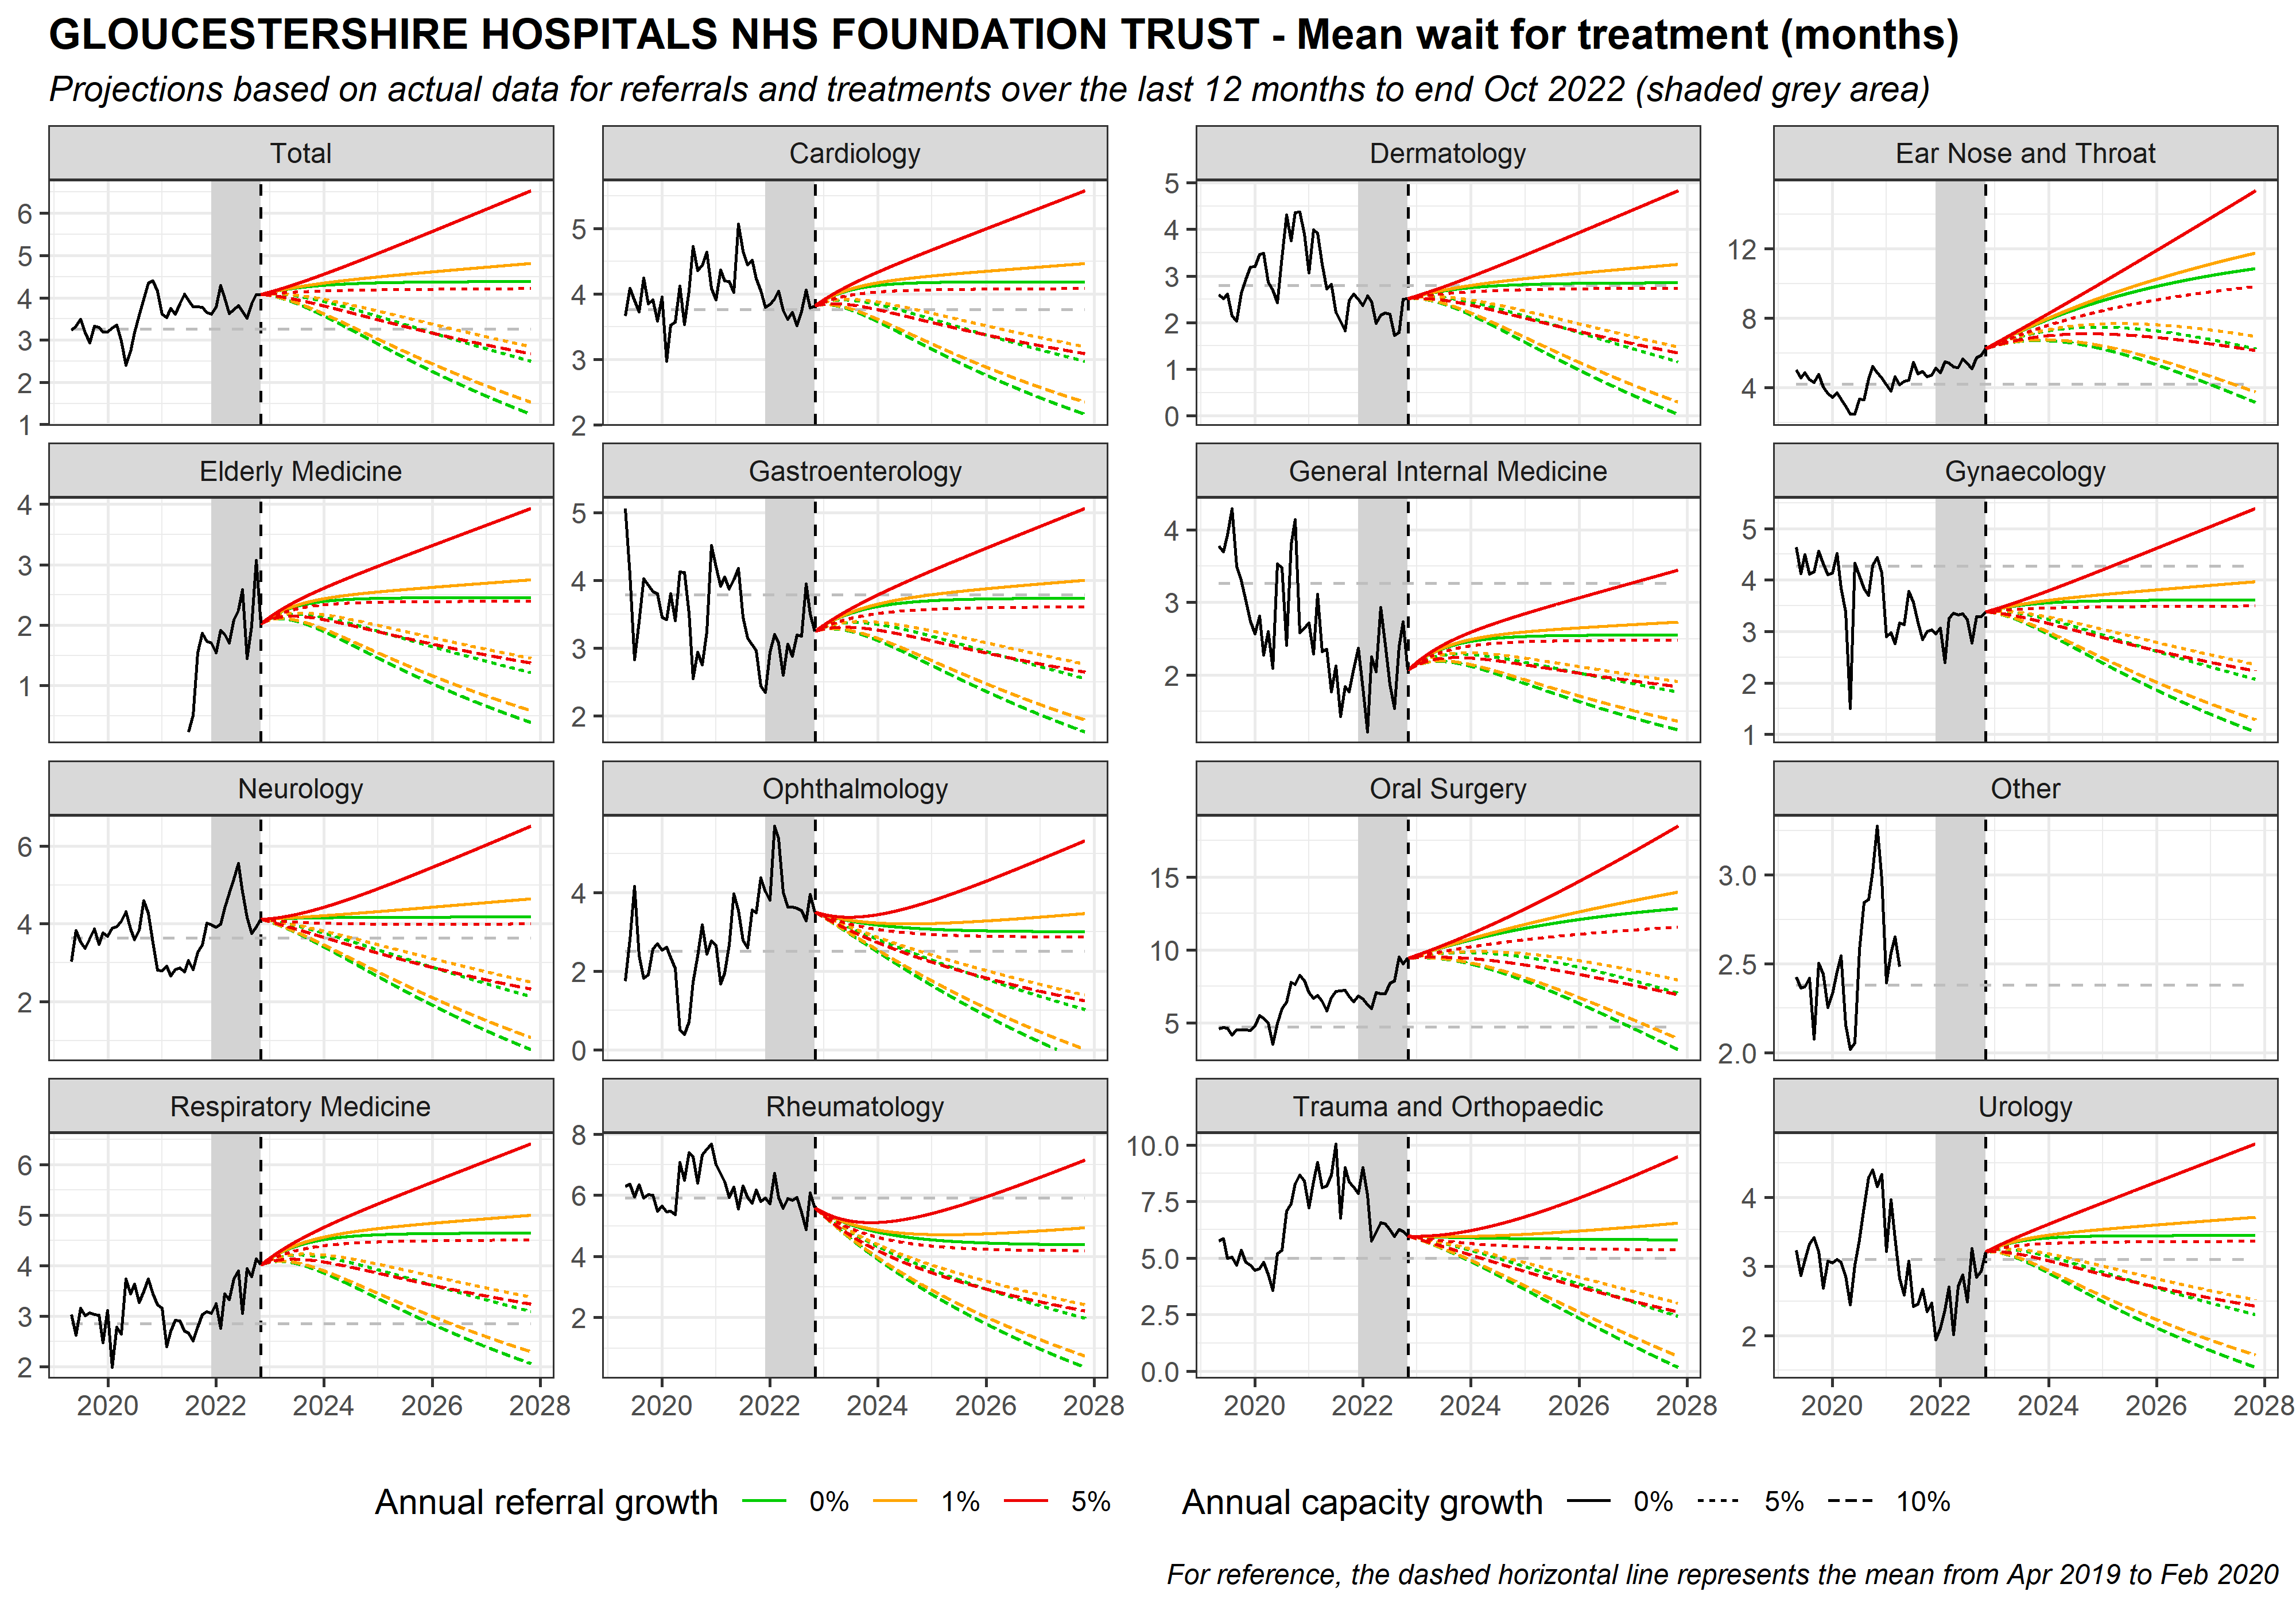 GLOUCESTERSHIRE HOSPITALS NHS FOUNDATION TRUST - Mean wait for treatment (months)
Projections based on actual data for referrals and treatments over the last 12 months to end Oct 2022 (shaded grey area)
Total
Cardiology
Dermatology
Ear Nose and Throat
6
5
4
3
2
1
5
4
3
2
5
4
3
2
1
0
12
8
4
Elderly Medicine
Gastroenterology
General Internal Medicine
Gynaecology
4
3
2
1
5
4
3
2
4
3
2
5
4
3
2
1
Neurology
Ophthalmology
Oral Surgery
Other
6
4
2
4
2
0
15
10
5
3.0
2.5
2.0
Respiratory Medicine
Rheumatology
Trauma and Orthopaedic
Urology
6
5
4
3
2
8
6
4
2
10.0
7.5
5.0
2.5
0.0
4
3
2
2020 2022 2024 2026 2028
2020 2022 2024 2026 2028
2020 2022 2024 2026 2028
2020 2022 2024 2026 2028
Annual referral growth 0% 1% 5%
Annual capacity growth 0% 5% 10%
For reference, the dashed horizontal line represents the mean from Apr 2019 to Feb 2020